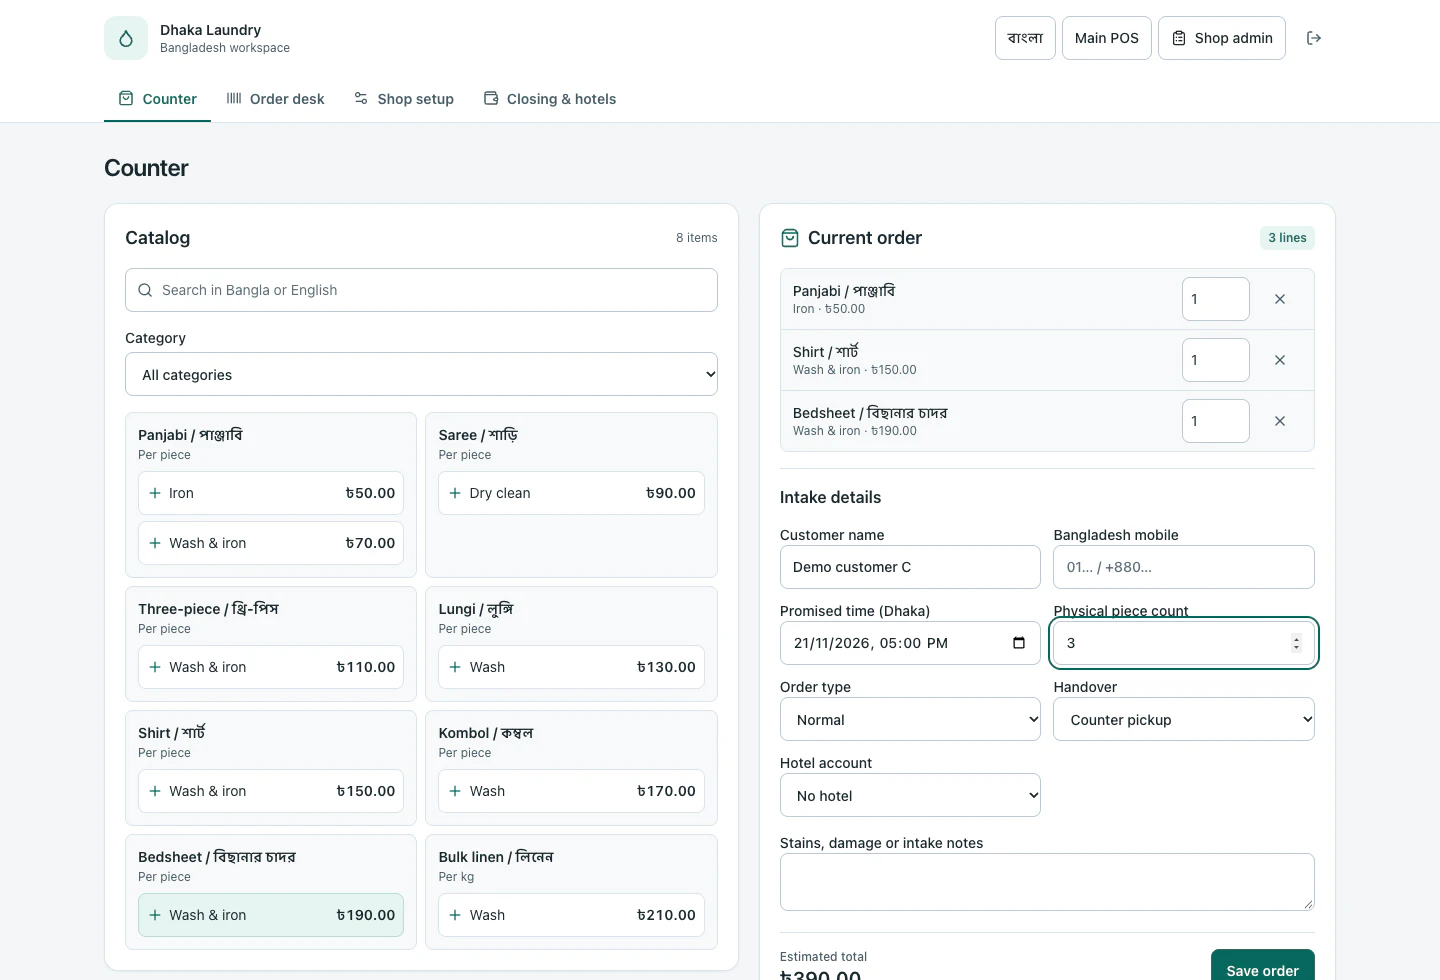 Dhaka Laundry
Bangladesh workspace
বাংলা
Main POS
Shop admin
Counter
Order desk
Shop setup
Closing & hotels
Counter
Catalog
8 items
Search in Bangla or English
Category
All categories
Panjabi / পাঞ্জাবি
Per piece
Iron ৳50.00
Wash & iron ৳70.00
Saree / শাড়ি
Per piece
Dry clean ৳90.00
Three-piece / থ্রি-পিস
Per piece
Wash & iron ৳110.00
Lungi / লুঙ্গি
Per piece
Wash ৳130.00
Shirt / শার্ট
Per piece
Wash & iron ৳150.00
Kombol / কম্বল
Per piece
Wash ৳170.00
Bedsheet / বিছানার চাদর
Per piece
Wash & iron ৳190.00
Bulk linen / লিনেন
Per kg
Wash ৳210.00
Current order
3 lines
Panjabi / পাঞ্জাবি
Iron · ৳50.00
1
Shirt / শার্ট
Wash & iron · ৳150.00
1
Bedsheet / বিছানার চাদর
Wash & iron · ৳190.00
1
Intake details
Customer name
Demo customer C
Bangladesh mobile
01... / +880...
Promised time (Dhaka)
21/11/2026, 05:00 PM
Physical piece count
3
Order type
Normal
Handover
Counter pickup
Hotel account
No hotel
Stains, damage or intake notes
Estimated total
৳390.00
Save order